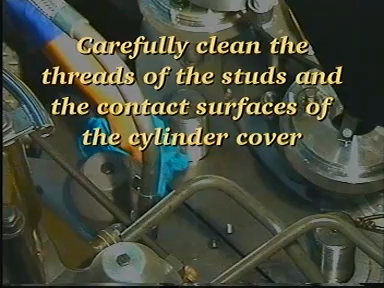 Carefully clean the
threads of the studs and
the contact surfaces of
the cylinder cover